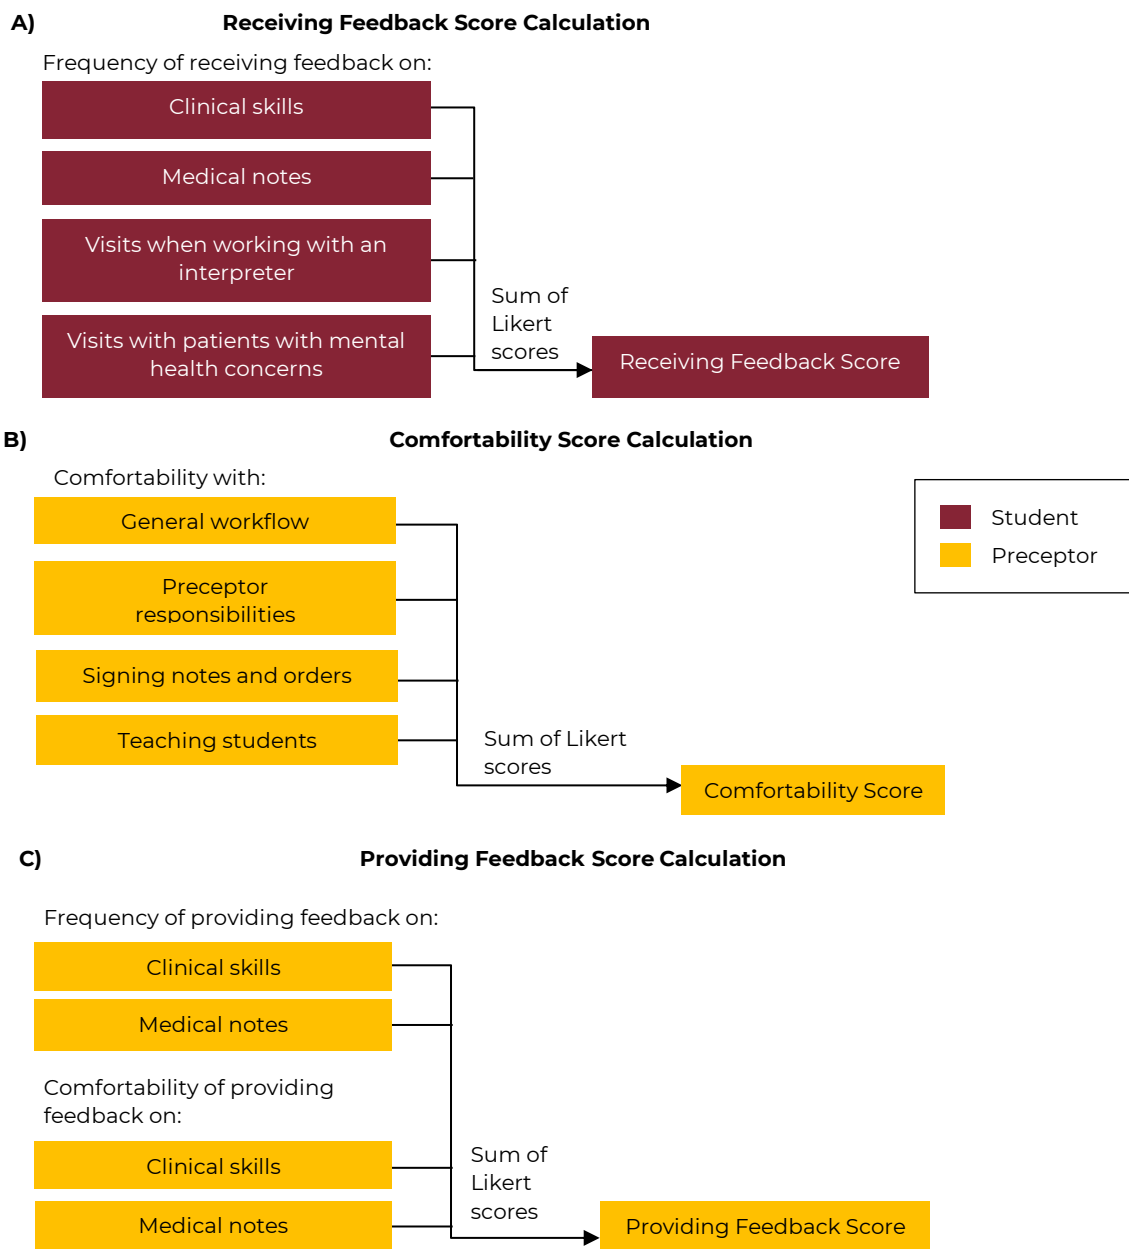 A)
Receiving Feedback Score Calculation
Frequency of receiving feedback on:
Clinical skills
Medical notes
Visits when working with an
interpreter
Visits with patients with mental
health concerns
Sum of
Likert
scores
Receiving Feedback Score
B)
Comfortability Score Calculation
Comfortability with:
General workflow
Preceptor
responsibilities
Signing notes and orders
Teaching students
Sum of Likert
scores
Comfortability Score
Student
Preceptor
C)
Providing Feedback Score Calculation
Frequency of providing feedback on:
Clinical skills
Medical notes
Comfortability of providing
feedback on:
Clinical skills
Medical notes
Sum of
Likert
scores
Providing Feedback Score